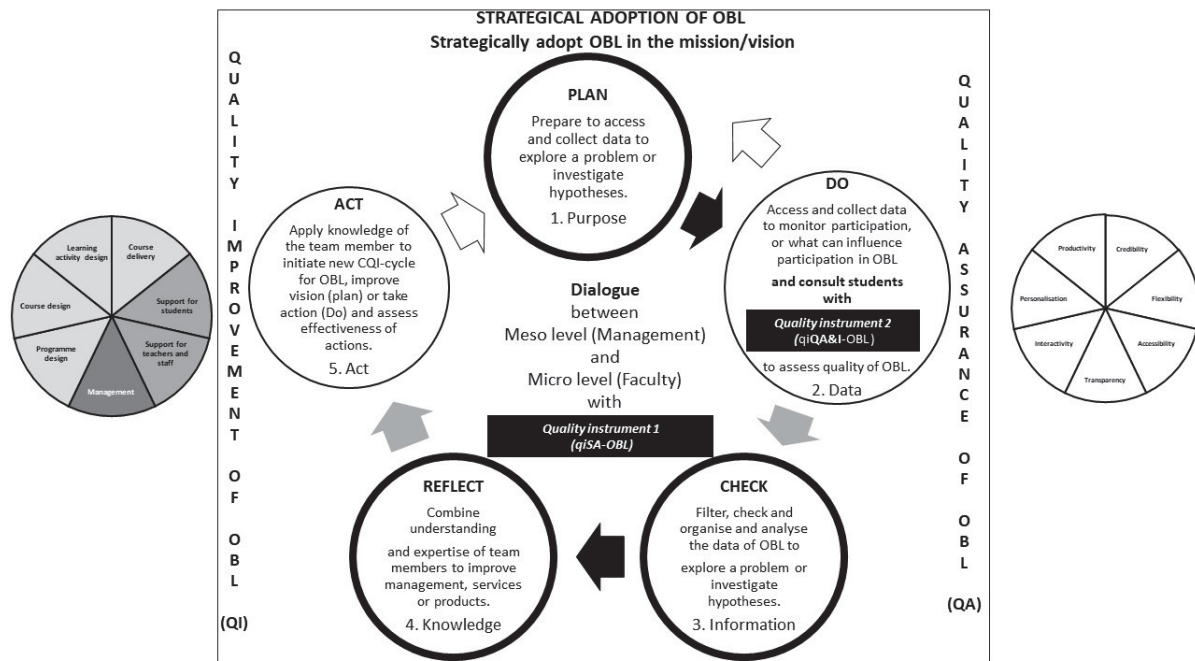 STRATEGICAL ADOPTION OF OBL
Strategically adopt OBL in the mission/vision
QUALITY IMPROVEMENT OF OBL (QI)
Learning
activity design
Course
delivery
Course design
Support for
students
Programme
design
Support for
teachers and
staff
Management
PLAN
Prepare to access
and collect data to
explore a problem or
investigate
hypotheses.
1. Purpose
DO
Access and collect data
to monitor participation,
or what can influence
participation in OBL
and consult students
with
Quality instrument 2
(qiQA&I-OBL)
to assess quality of OBL.
2. Data
ACT
Apply knowledge of
the team member to
initiate new CQI-cycle
for OBL, improve
vision (plan) or take
action (Do) and assess
effectiveness of
actions.
5. Act
Dialogue
between
Meso level (Management)
and
Micro level (Faculty)
with
Quality instrument 1
(qiSA-OBL)
REFLECT
Combine
understanding
and expertise of team
members to improve
management, services
or products.
4. Knowledge
CHECK
Filter, check and
organise and analyse
the data of OBL to
explore a problem or
investigate
hypotheses.
3. Information
QUALITY ASSURANCE OF OBL (QA)
Productivity
Credibility
Personalisation
Flexibility
Interactivity
Accessibility
Transparency